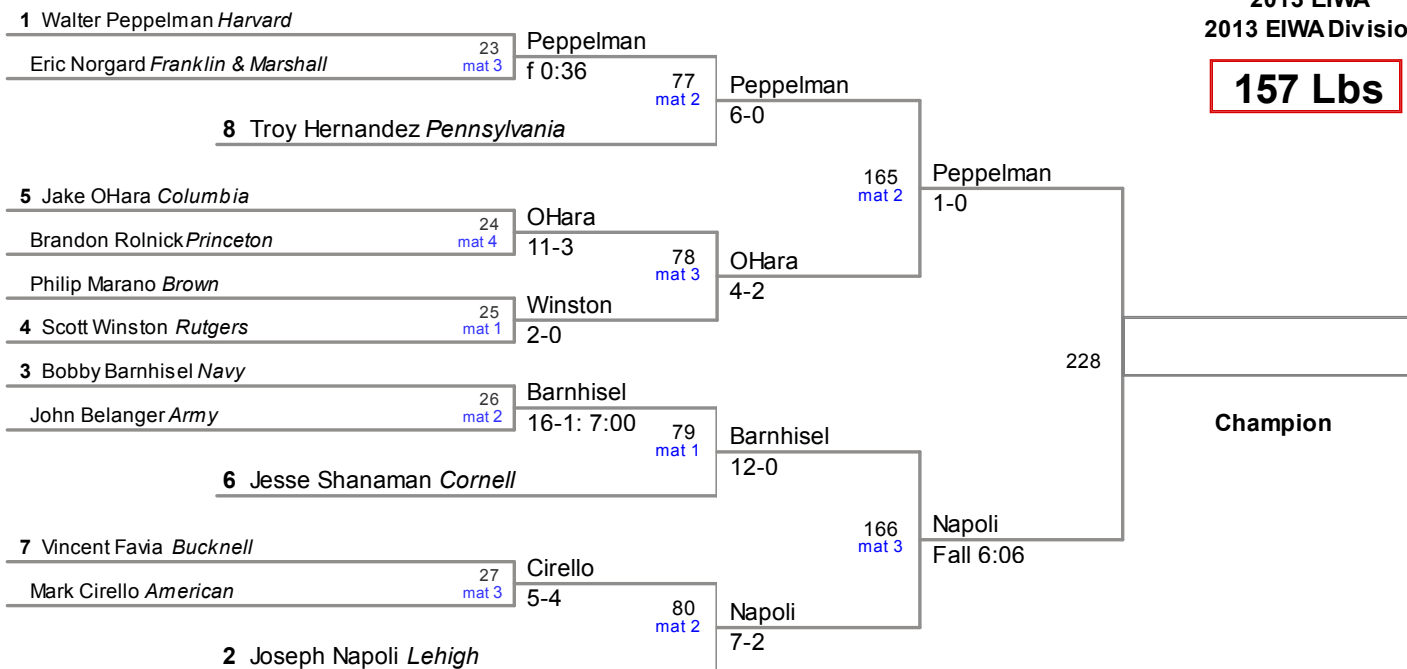 2013 EIWA
2013 EIWA Divisio
157 Lbs
1 Walter Peppelman Harvard
Eric Norgard Franklin & Marshall
23
mat 3
Peppelman
f 0:36
8 Troy Hernandez Pennsylvania
77
mat 2
Peppelman
6-0
5 Jake OHara Columbia
Brandon Rolnick Princeton
24
mat 4
OHara
11-3
Philip Marano Brown
4 Scott Winston Rutgers
25
mat 1
Winston
2-0
78
mat 3
OHara
4-2
165
mat 2
Peppelman
1-0
3 Bobby Barnhisel Navy
John Belanger Army
26
mat 2
Barnhisel
16-1: 7:00
6 Jesse Shanaman Cornell
79
mat 1
Barnhisel
12-0
7 Vincent Favia Bucknell
Mark Cirello American
27
mat 3
Cirello
5-4
2 Joseph Napoli Lehigh
80
mat 2
Napoli
7-2
166
mat 3
Napoli
Fall 6:06
228
Champion